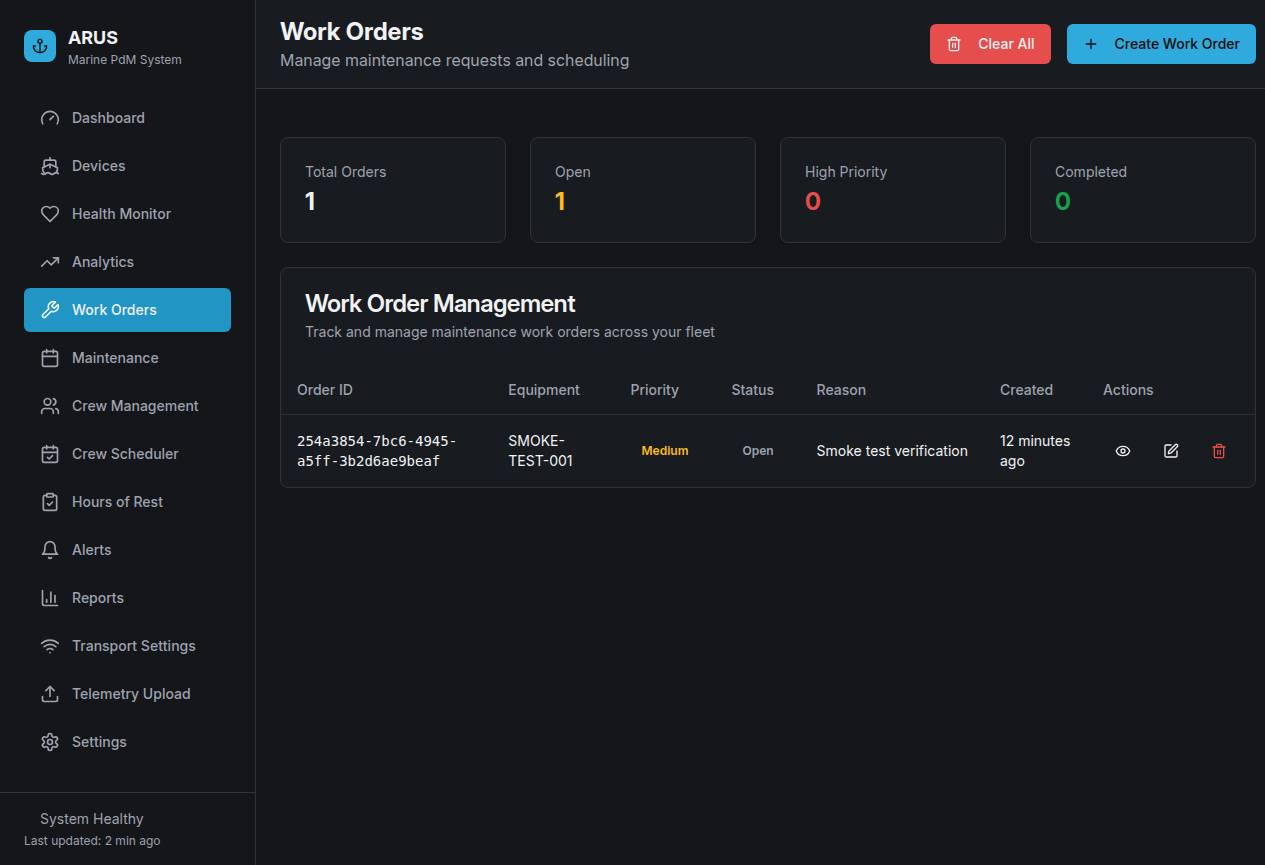 ARUS
Marine PdM System
Dashboard
Devices
Health Monitor
Analytics
Work Orders
Maintenance
Crew Management
Crew Scheduler
Hours of Rest
Alerts
Reports
Transport Settings
Telemetry Upload
Settings
System Healthy
Last updated: 2 min ago
Work Orders
Manage maintenance requests and scheduling
Clear All
Create Work Order
Total Orders
1
Open
1
High Priority
0
Completed
0
Work Order Management
Track and manage maintenance work orders across your fleet
Order ID Equipment Priority Status Reason Created Actions
254a3854-7bc6-4945-
a5ff-3b2d6ae9beaf
SMOKE-
TEST-001
Medium
Open
Smoke test verification
12 minutes
ago